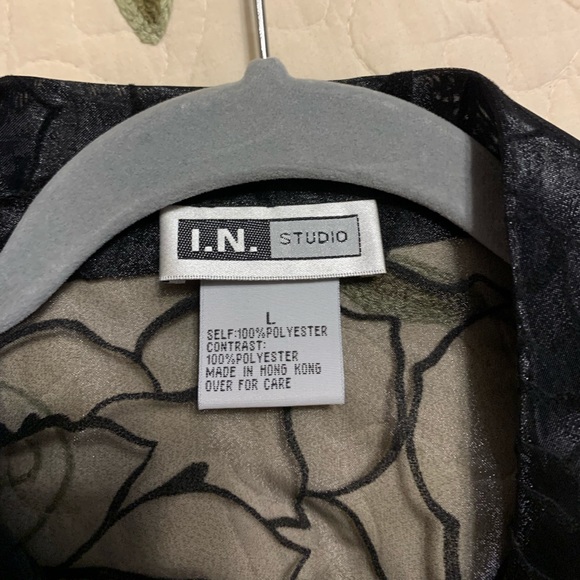 I.N. STUDIO
L
SELF:100%POLYESTER
CONTRAST:
100%POLYESTER
MADE IN HONG KONG
OVER FOR CARE